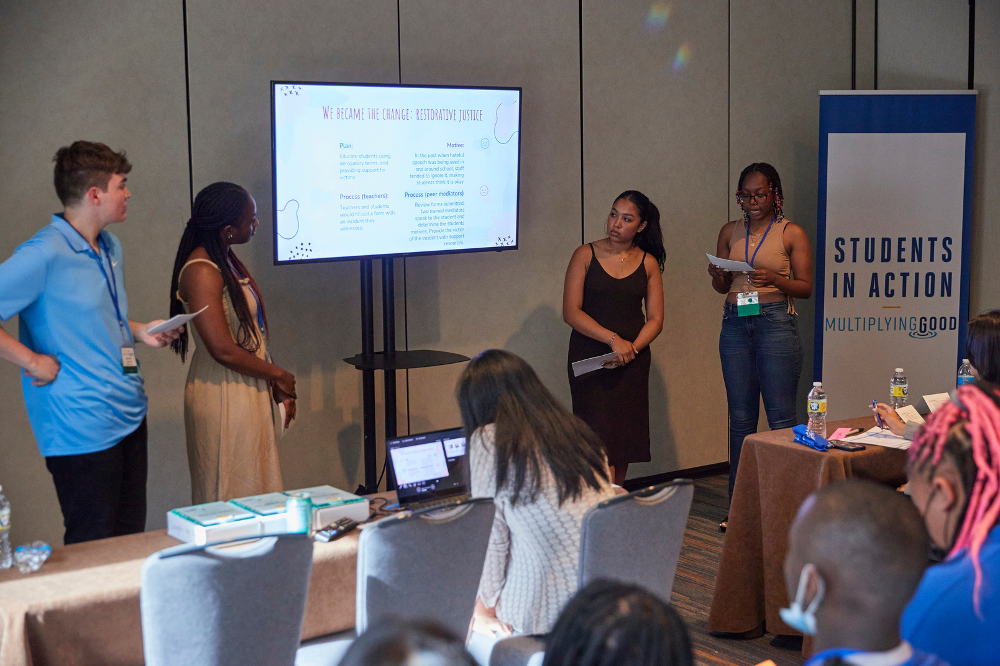 WE BECAME THE CHANGE: RESTORATIVE JUSTICE
Plan:
Educate students using
derogatory terms, and
providing support for
victims
Motive:
In the past when hateful
speech was being used in
and around school, staff
tended to ignore it, making
students think it is okay
Process (teachers):
Teachers and students
would fill out a form with
an incident they
witnessed.
Process (peer mediators)
Review forms submitted,
two trained mediators
speak to the student and
determine the students
motives. Provide the victim
of the incident with support
resources.
STUDENTS
IN ACTION
MULTIPLYINGGOOD